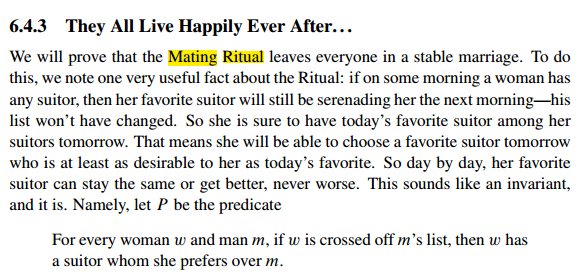 6.4.3 They All Live Happily Ever After...
We will prove that the Mating Ritual leaves everyone in a stable marriage. To do
this, we note one very useful fact about the Ritual: if on some morning a woman has
any suitor, then her favorite suitor will still be serenading her the next morning—his
list won’t have changed. So she is sure to have today’s favorite suitor among her
suitors tomorrow. That means she will be able to choose a favorite suitor tomorrow
who is at least as desirable to her as today’s favorite. So day by day, her favorite
suitor can stay the same or get better, never worse. This sounds like an invariant,
and it is. Namely, let P be the predicate
For every woman w and man m, if w is crossed off m’s list, then w has
a suitor whom she prefers over m.